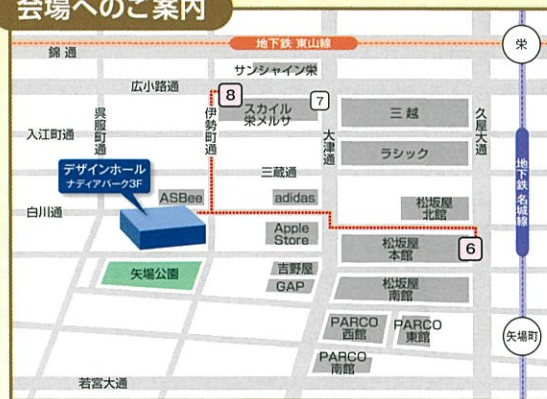 会場へのご案内
錦 通
地下鉄 東山線
栄
サンシャイン栄
広小路通
8
7
スカイル
栄メルサ
三 越
呉服町通
伊勢町通
大津通
久屋大通
入江町通
ラシック
地下鉄 名城線
デザインホール
ナディアパーク3F
三蔵通
ASBee
adidas
松坂屋
北館
白川通
Apple
Store
松坂屋
本館
6
矢場公園
吉野屋
GAP
松坂屋
南館
PARCO
西館
PARCO
東館
矢場町
PARCO
南館
若宮大通